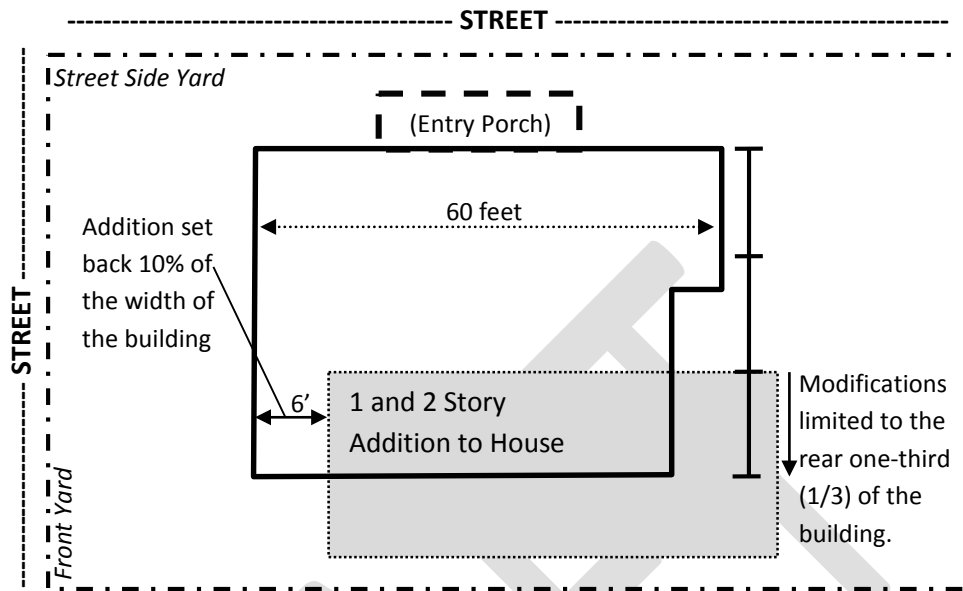 STREET
Street Side Yard
(Entry Porch)
60 feet
Addition set
back 10% of
the width of
the building
STREET
6’
1 and 2 Story
Addition to House
Modifications
limited to the
rear one-third
(1/3) of the
building.
Front Yard